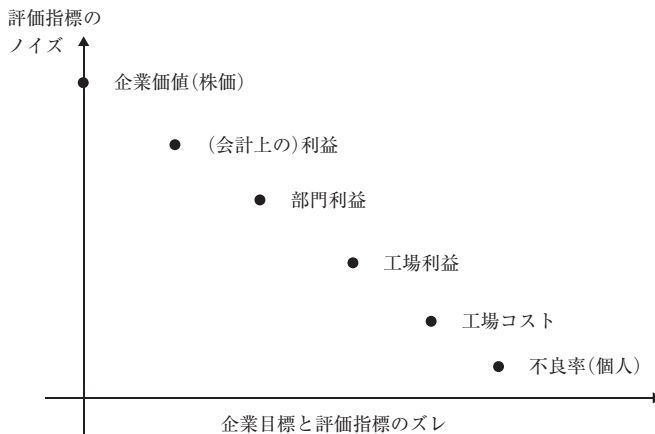 評価指標の
ノイズ
企業価値(株価)
(会計上の)利益
部門利益
工場利益
工場コスト
不良率(個人)
企業目標と評価指標のズレ